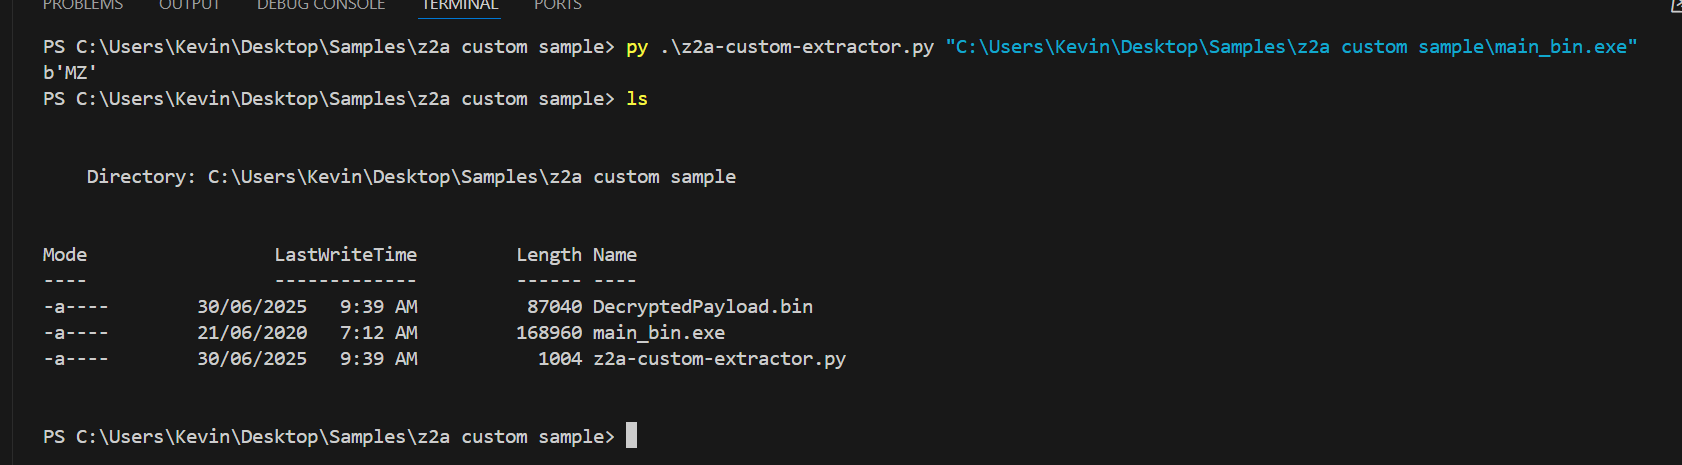 PROBLEMS OUTPUT DEBUG CONSOLE TERMINAL PORTS
PS C:\Users\Kevin\Desktop\Samples\z2a custom sample> py .\z2a-custom-extractor.py "C:\Users\Kevin\Desktop\Samples\z2a custom sample\main_bin.exe"
b'MZ'
PS C:\Users\Kevin\Desktop\Samples\z2a custom sample> ls
Directory: C:\Users\Kevin\Desktop\Samples\z2a custom sample
Mode LastWriteTime Length Name
---- ------------- ------ ----
-a---- 30/06/2025 9:39 AM 87040 DecryptedPayload.bin
-a---- 21/06/2020 7:12 AM 168960 main_bin.exe
-a---- 30/06/2025 9:39 AM 1004 z2a-custom-extractor.py
PS C:\Users\Kevin\Desktop\Samples\z2a custom sample>